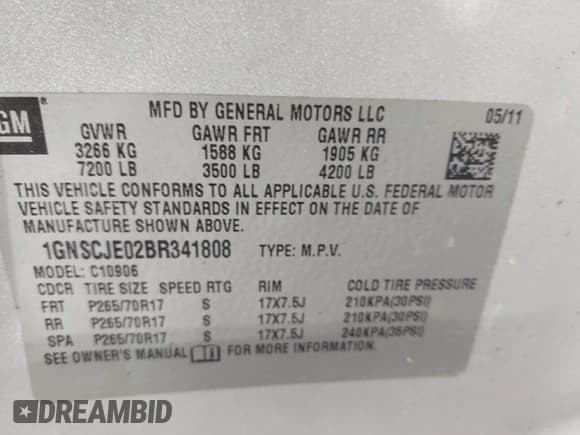 GM ®
MFD BY GENERAL MOTORS LLC 05/11
GVWR GAWR FRT GAWR RR
3266 KG 1588 KG 1905 KG
7200 LB 3500 LB 4200 LB
THIS VEHICLE CONFORMS TO ALL APPLICABLE U.S. FEDERAL MOTOR
VEHICLE SAFETY STANDARDS IN EFFECT ON THE DATE OF
MANUFACTURE SHOWN ABOVE.
1GNSCJE02BR341808 TYPE: M.P.V.
MODEL: C10906
CDCR TIRE SIZE SPEED RTG RIM COLD TIRE PRESSURE
FRT P265/70R17 S 17X7.5J 210KPA(30PSI)
RR P265/70R17 S 17X7.5J 210KPA(30PSI)
SPA P265/70R17 S 17X7.5J 240KPA(35PSI)
SEE OWNER'S MANUAL FOR MORE INFORMATION.
DREAMBID